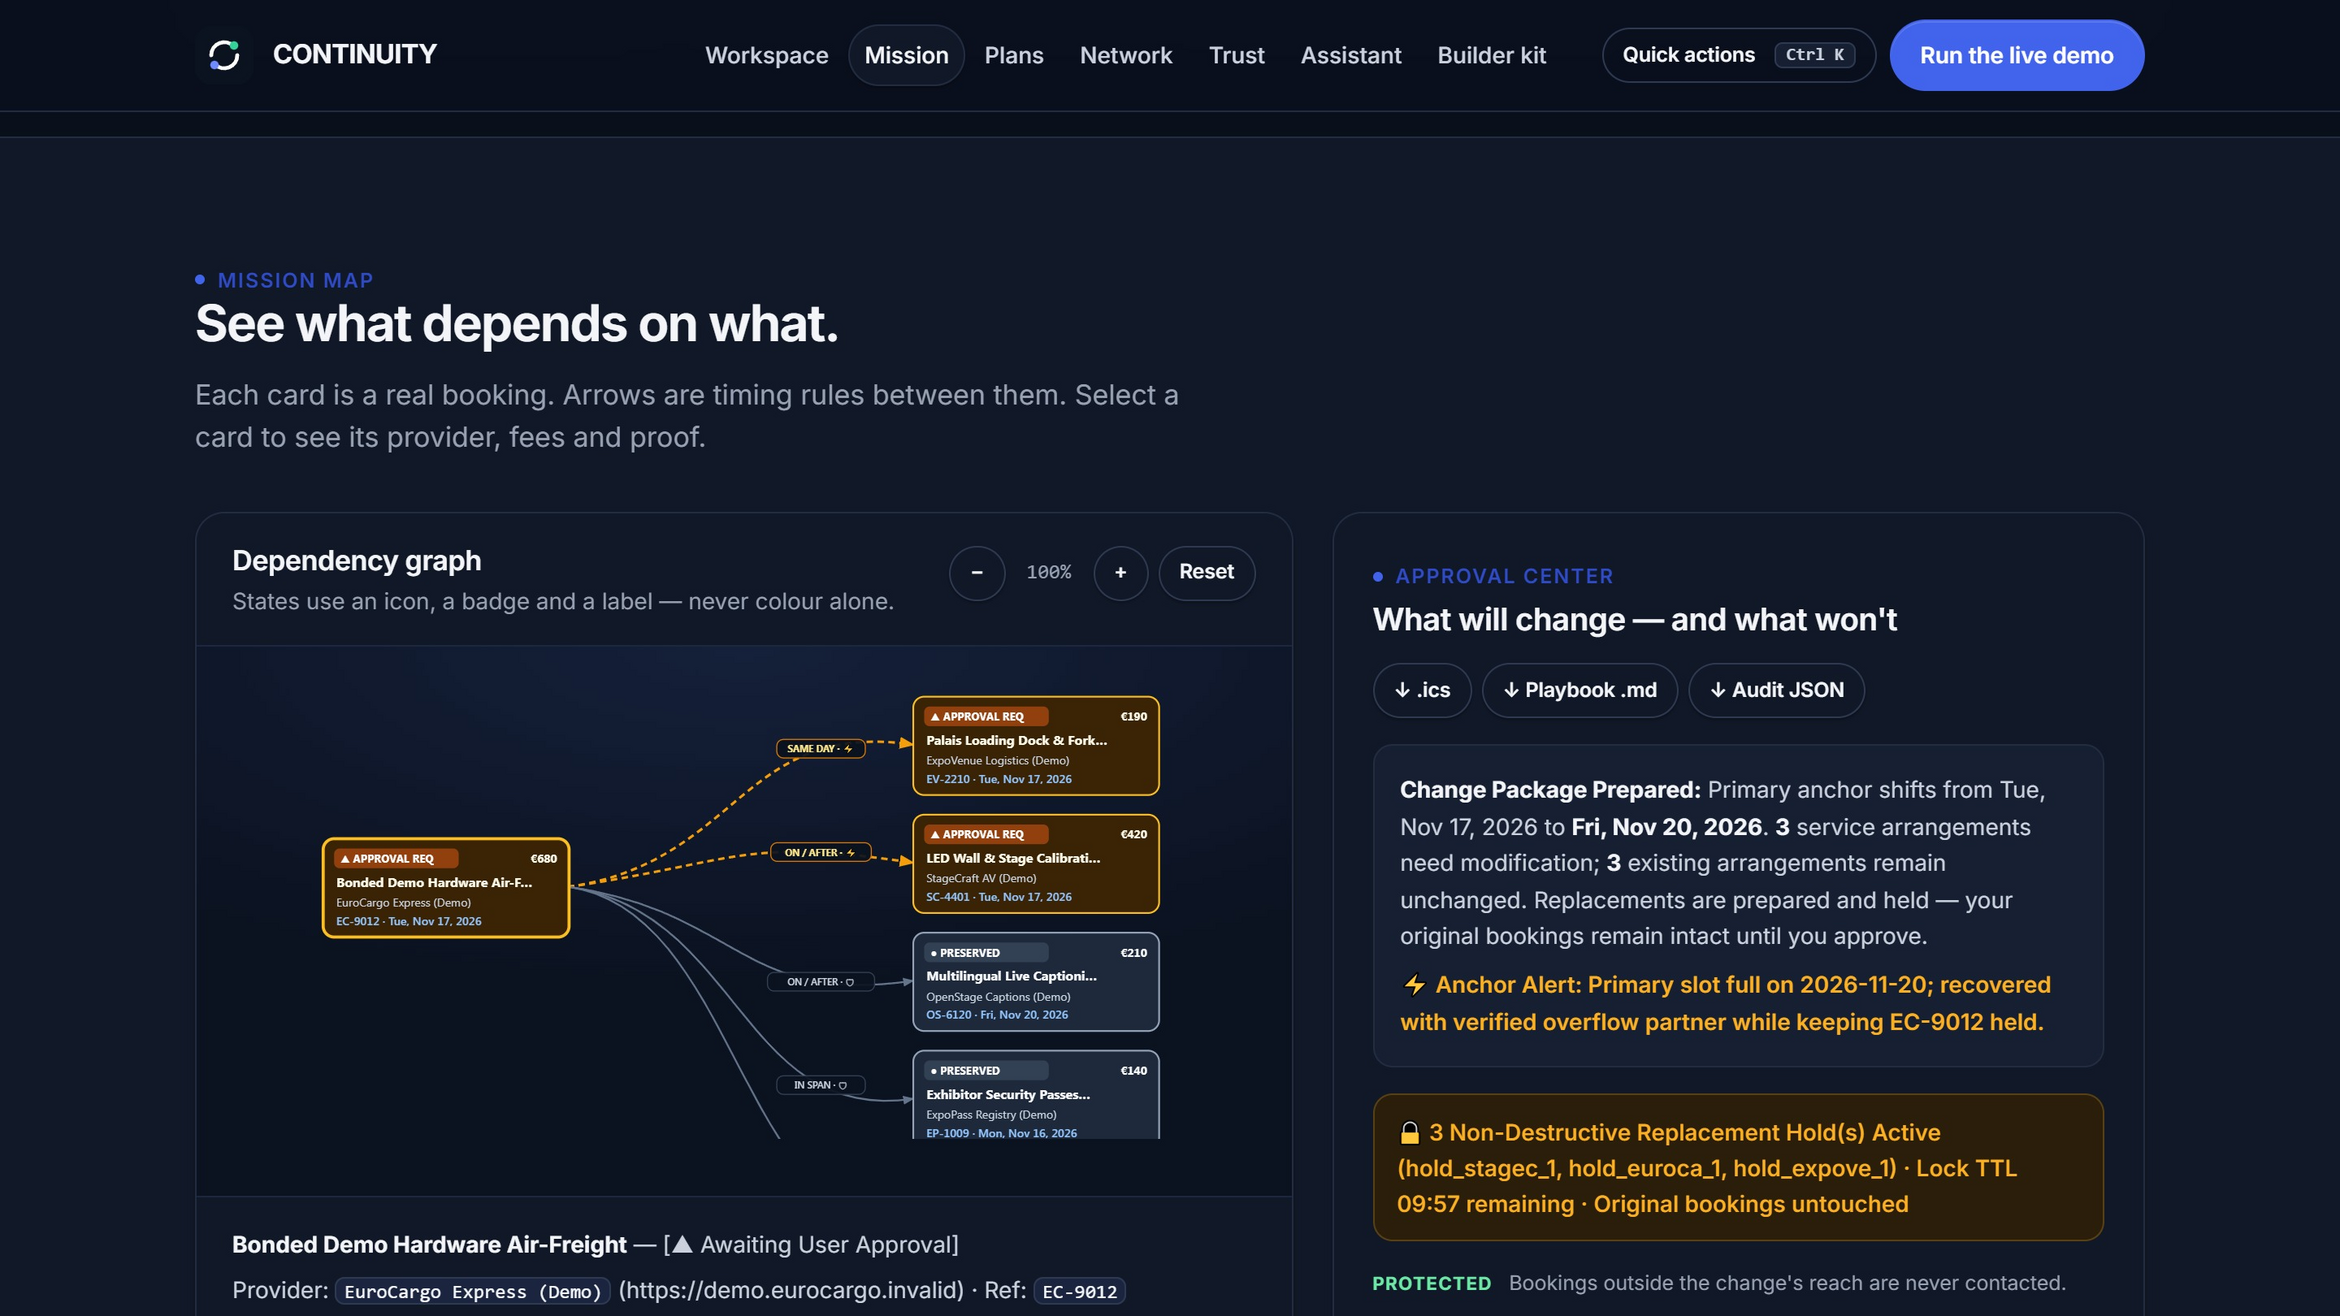 CONTINUITY
Workspace
Mission
Plans
Network
Trust
Assistant
Builder kit
Quick actions Ctrl K
Run the live demo
MISSION MAP
See what depends on what.
Each card is a real booking. Arrows are timing rules between them. Select a
card to see its provider, fees and proof.
Dependency graph
States use an icon, a badge and a label — never colour alone.
− 100% + Reset
▲ APPROVAL REQ €680
Bonded Demo Hardware Air-F...
EuroCargo Express (Demo)
EC-9012 · Tue, Nov 17, 2026
SAME DAY · ⚡
ON / AFTER · ⚡
ON / AFTER · 🛡
IN SPAN · 🛡
▲ APPROVAL REQ €190
Palais Loading Dock & Fork...
ExpoVenue Logistics (Demo)
EV-2210 · Tue, Nov 17, 2026
▲ APPROVAL REQ €420
LED Wall & Stage Calibrati...
StageCraft AV (Demo)
SC-4401 · Tue, Nov 17, 2026
● PRESERVED €210
Multilingual Live Captioni...
OpenStage Captions (Demo)
OS-6120 · Fri, Nov 20, 2026
● PRESERVED €140
Exhibitor Security Passes...
ExpoPass Registry (Demo)
EP-1009 · Mon, Nov 16, 2026
Bonded Demo Hardware Air-Freight — [▲ Awaiting User Approval]
Provider: EuroCargo Express (Demo) (https://demo.eurocargo.invalid) · Ref: EC-9012
APPROVAL CENTER
What will change — and what won't
↓ .ics
↓ Playbook .md
↓ Audit JSON
Change Package Prepared: Primary anchor shifts from Tue,
Nov 17, 2026 to Fri, Nov 20, 2026. 3 service arrangements
need modification; 3 existing arrangements remain
unchanged. Replacements are prepared and held — your
original bookings remain intact until you approve.
⚡ Anchor Alert: Primary slot full on 2026-11-20; recovered
with verified overflow partner while keeping EC-9012 held.
🔒 3 Non-Destructive Replacement Hold(s) Active
(hold_stagec_1, hold_euroca_1, hold_expove_1) · Lock TTL
09:57 remaining · Original bookings untouched
PROTECTED Bookings outside the change's reach are never contacted.